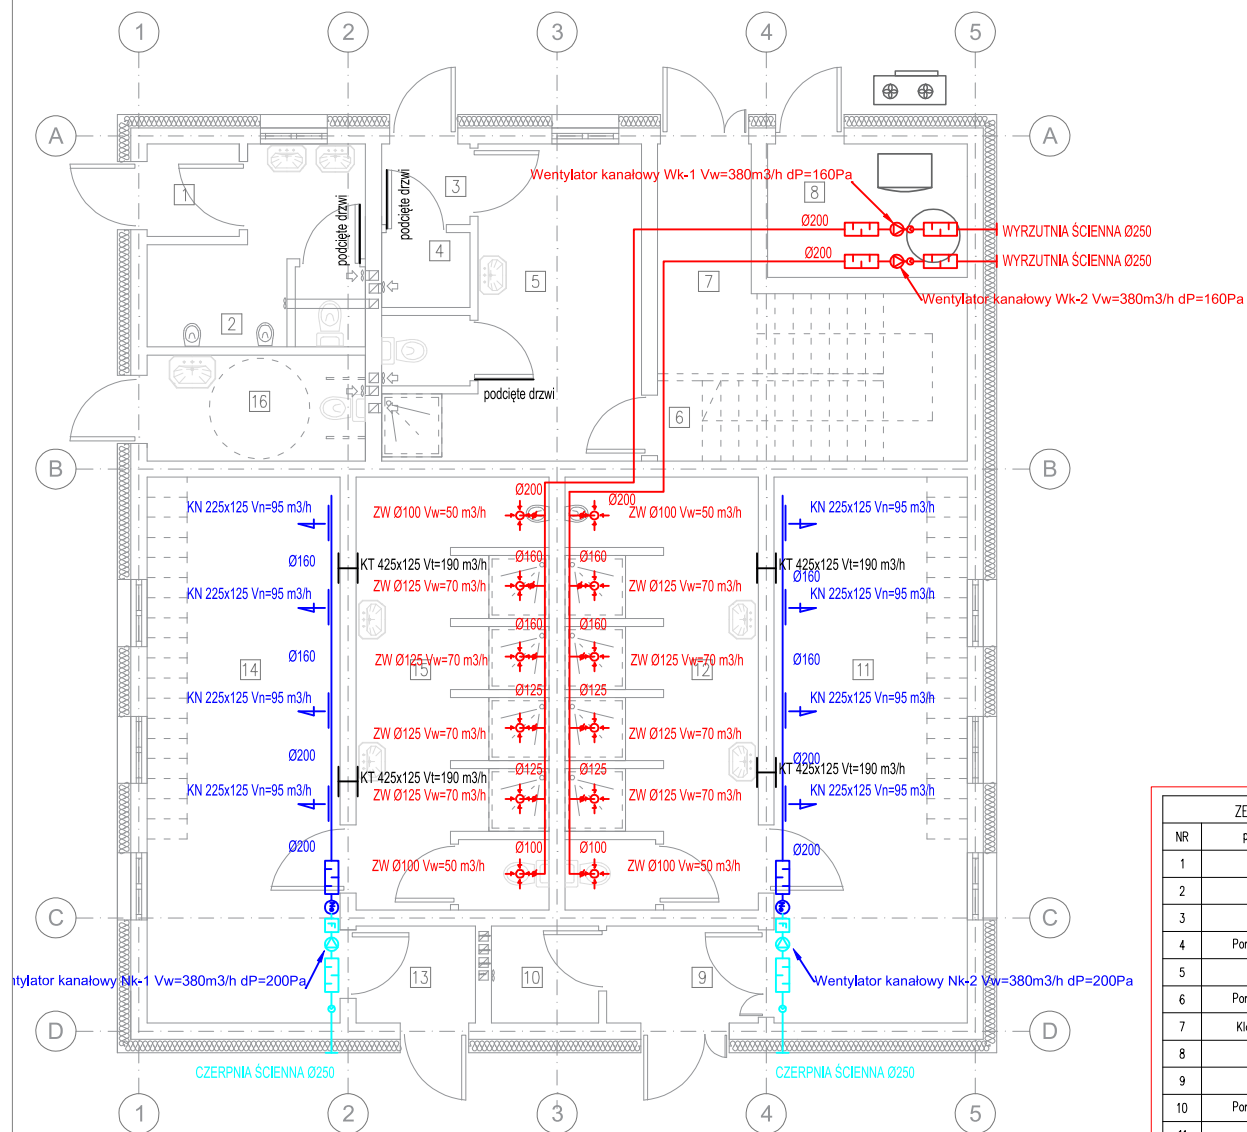 1 2 3 4 5
A A
1
podcięte drzwi
podcięte drzwi
3
Wentylator kanałowy Wk-1 Vw=380m3/h dP=160Pa
8
Ø200
WYRZUTNIA ŚCIENNA Ø250
4
Ø200
WYRZUTNIA ŚCIENNA Ø250
5
7
Wentylator kanałowy Wk-2 Vw=380m3/h dP=160Pa
2
podcięte drzwi
16
6
B B
Ø200
Ø200
KN 225x125 Vn=95 m3/h
ZW Ø100 Vw=50 m3/h
ZW Ø100 Vw=50 m3/h
KN 225x125 Vn=95 m3/h
Ø160
KT 425x125 Vt=190 m3/h
Ø160
Ø160
KT 425x125 Vt=190 m3/h
Ø160
KN 225x125 Vn=95 m3/h
ZW Ø125 Vw=70 m3/h
ZW Ø125 Vw=70 m3/h
KN 225x125 Vn=95 m3/h
Ø160
Ø160
Ø160
ZW Ø125 Vw=70 m3/h
ZW Ø125 Vw=70 m3/h
Ø160
14
15
12
11
KN 225x125 Vn=95 m3/h
Ø125
Ø125
KN 225x125 Vn=95 m3/h
ZW Ø125 Vw=70 m3/h
ZW Ø125 Vw=70 m3/h
Ø200
Ø200
KT 425x125 Vt=190 m3/h
Ø125
Ø125
KT 425x125 Vt=190 m3/h
KN 225x125 Vn=95 m3/h
ZW Ø125 Vw=70 m3/h
ZW Ø125 Vw=70 m3/h
KN 225x125 Vn=95 m3/h
Ø200
Ø100
Ø100
Ø200
ZW Ø100 Vw=50 m3/h
ZW Ø100 Vw=50 m3/h
C C
F
F
ntylator kanałowy Nk-1 Vw=380m3/h dP=200Pa
13
10
9
Wentylator kanałowy Nk-2 Vw=380m3/h dP=200Pa
D D
CZERPNIA ŚCIENNA Ø250
CZERPNIA ŚCIENNA Ø250
1 2 3 4 5
ZE
NR p
1
2
3
4 Por
5
6 Por
7 Kl
8
9
10 Por